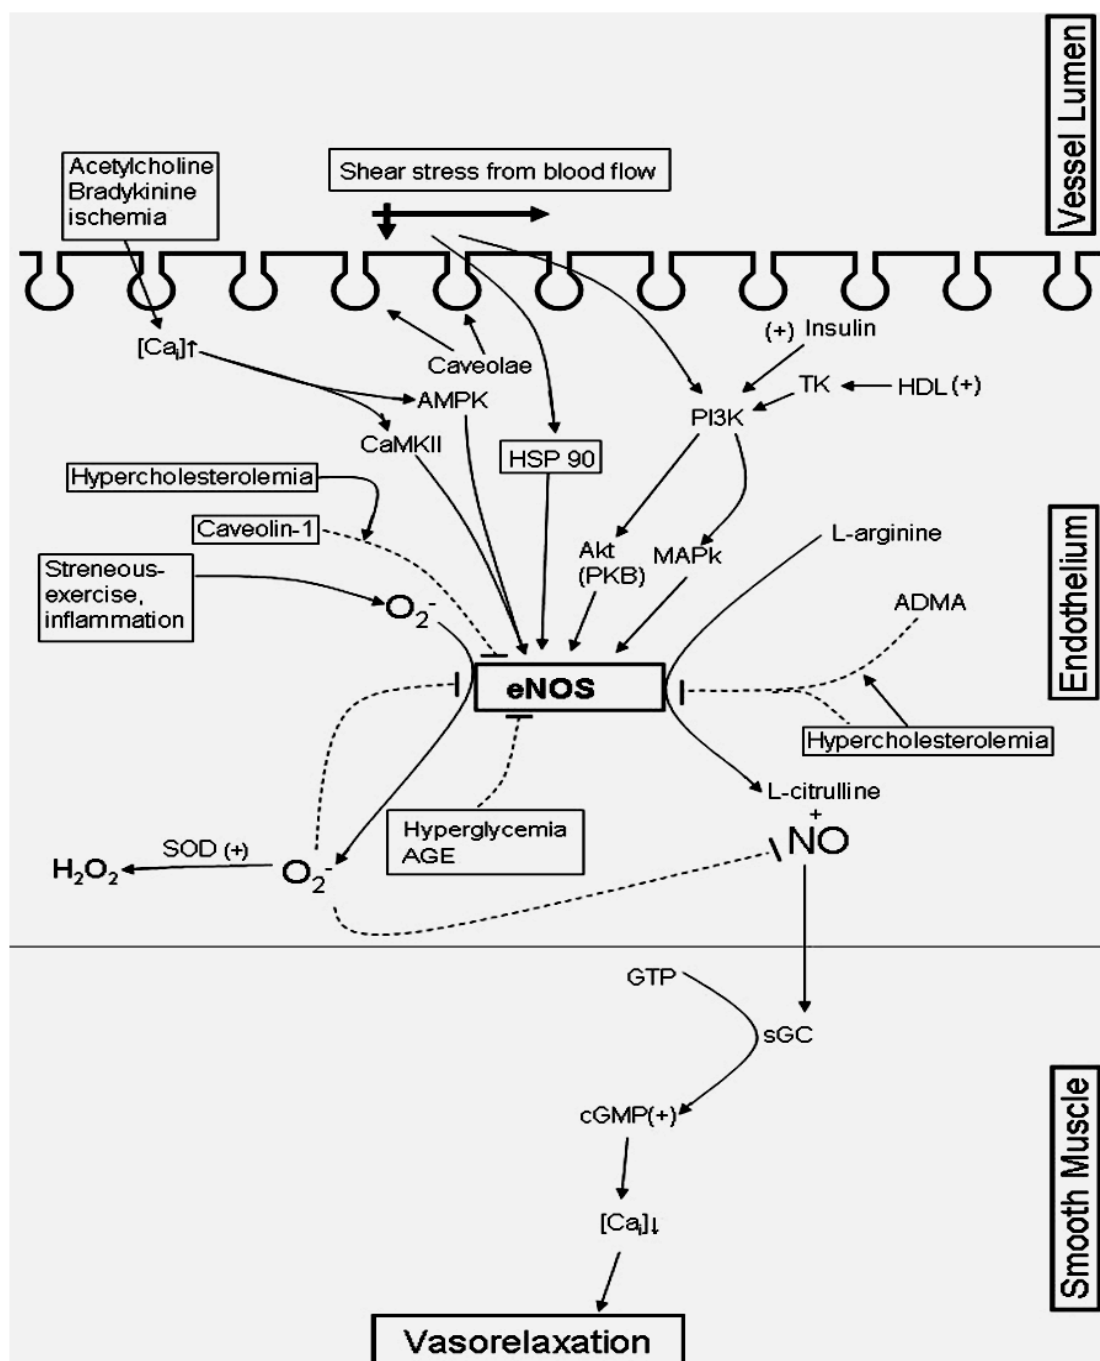 Vessel Lumen
Acetylcholine
Bradykinine
ischemia
Shear stress from blood flow
[Caᵢ]↑
Caveolae
(+) Insulin
AMPK
TK
HDL (+)
PI3K
CaMKII
HSP 90
Hypercholesterolemia
Caveolin-1
Endothelium
L-arginine
Akt
(PKB)
MAPk
Streneous-
exercise,
inflammation
O₂⁻
ADMA
eNOS
Hypercholesterolemia
L-citrulline
+
NO
Hyperglycemia
AGE
SOD (+)
H₂O₂
O₂⁻
GTP
sGC
cGMP(+)
Smooth Muscle
[Caᵢ]↓
Vasorelaxation